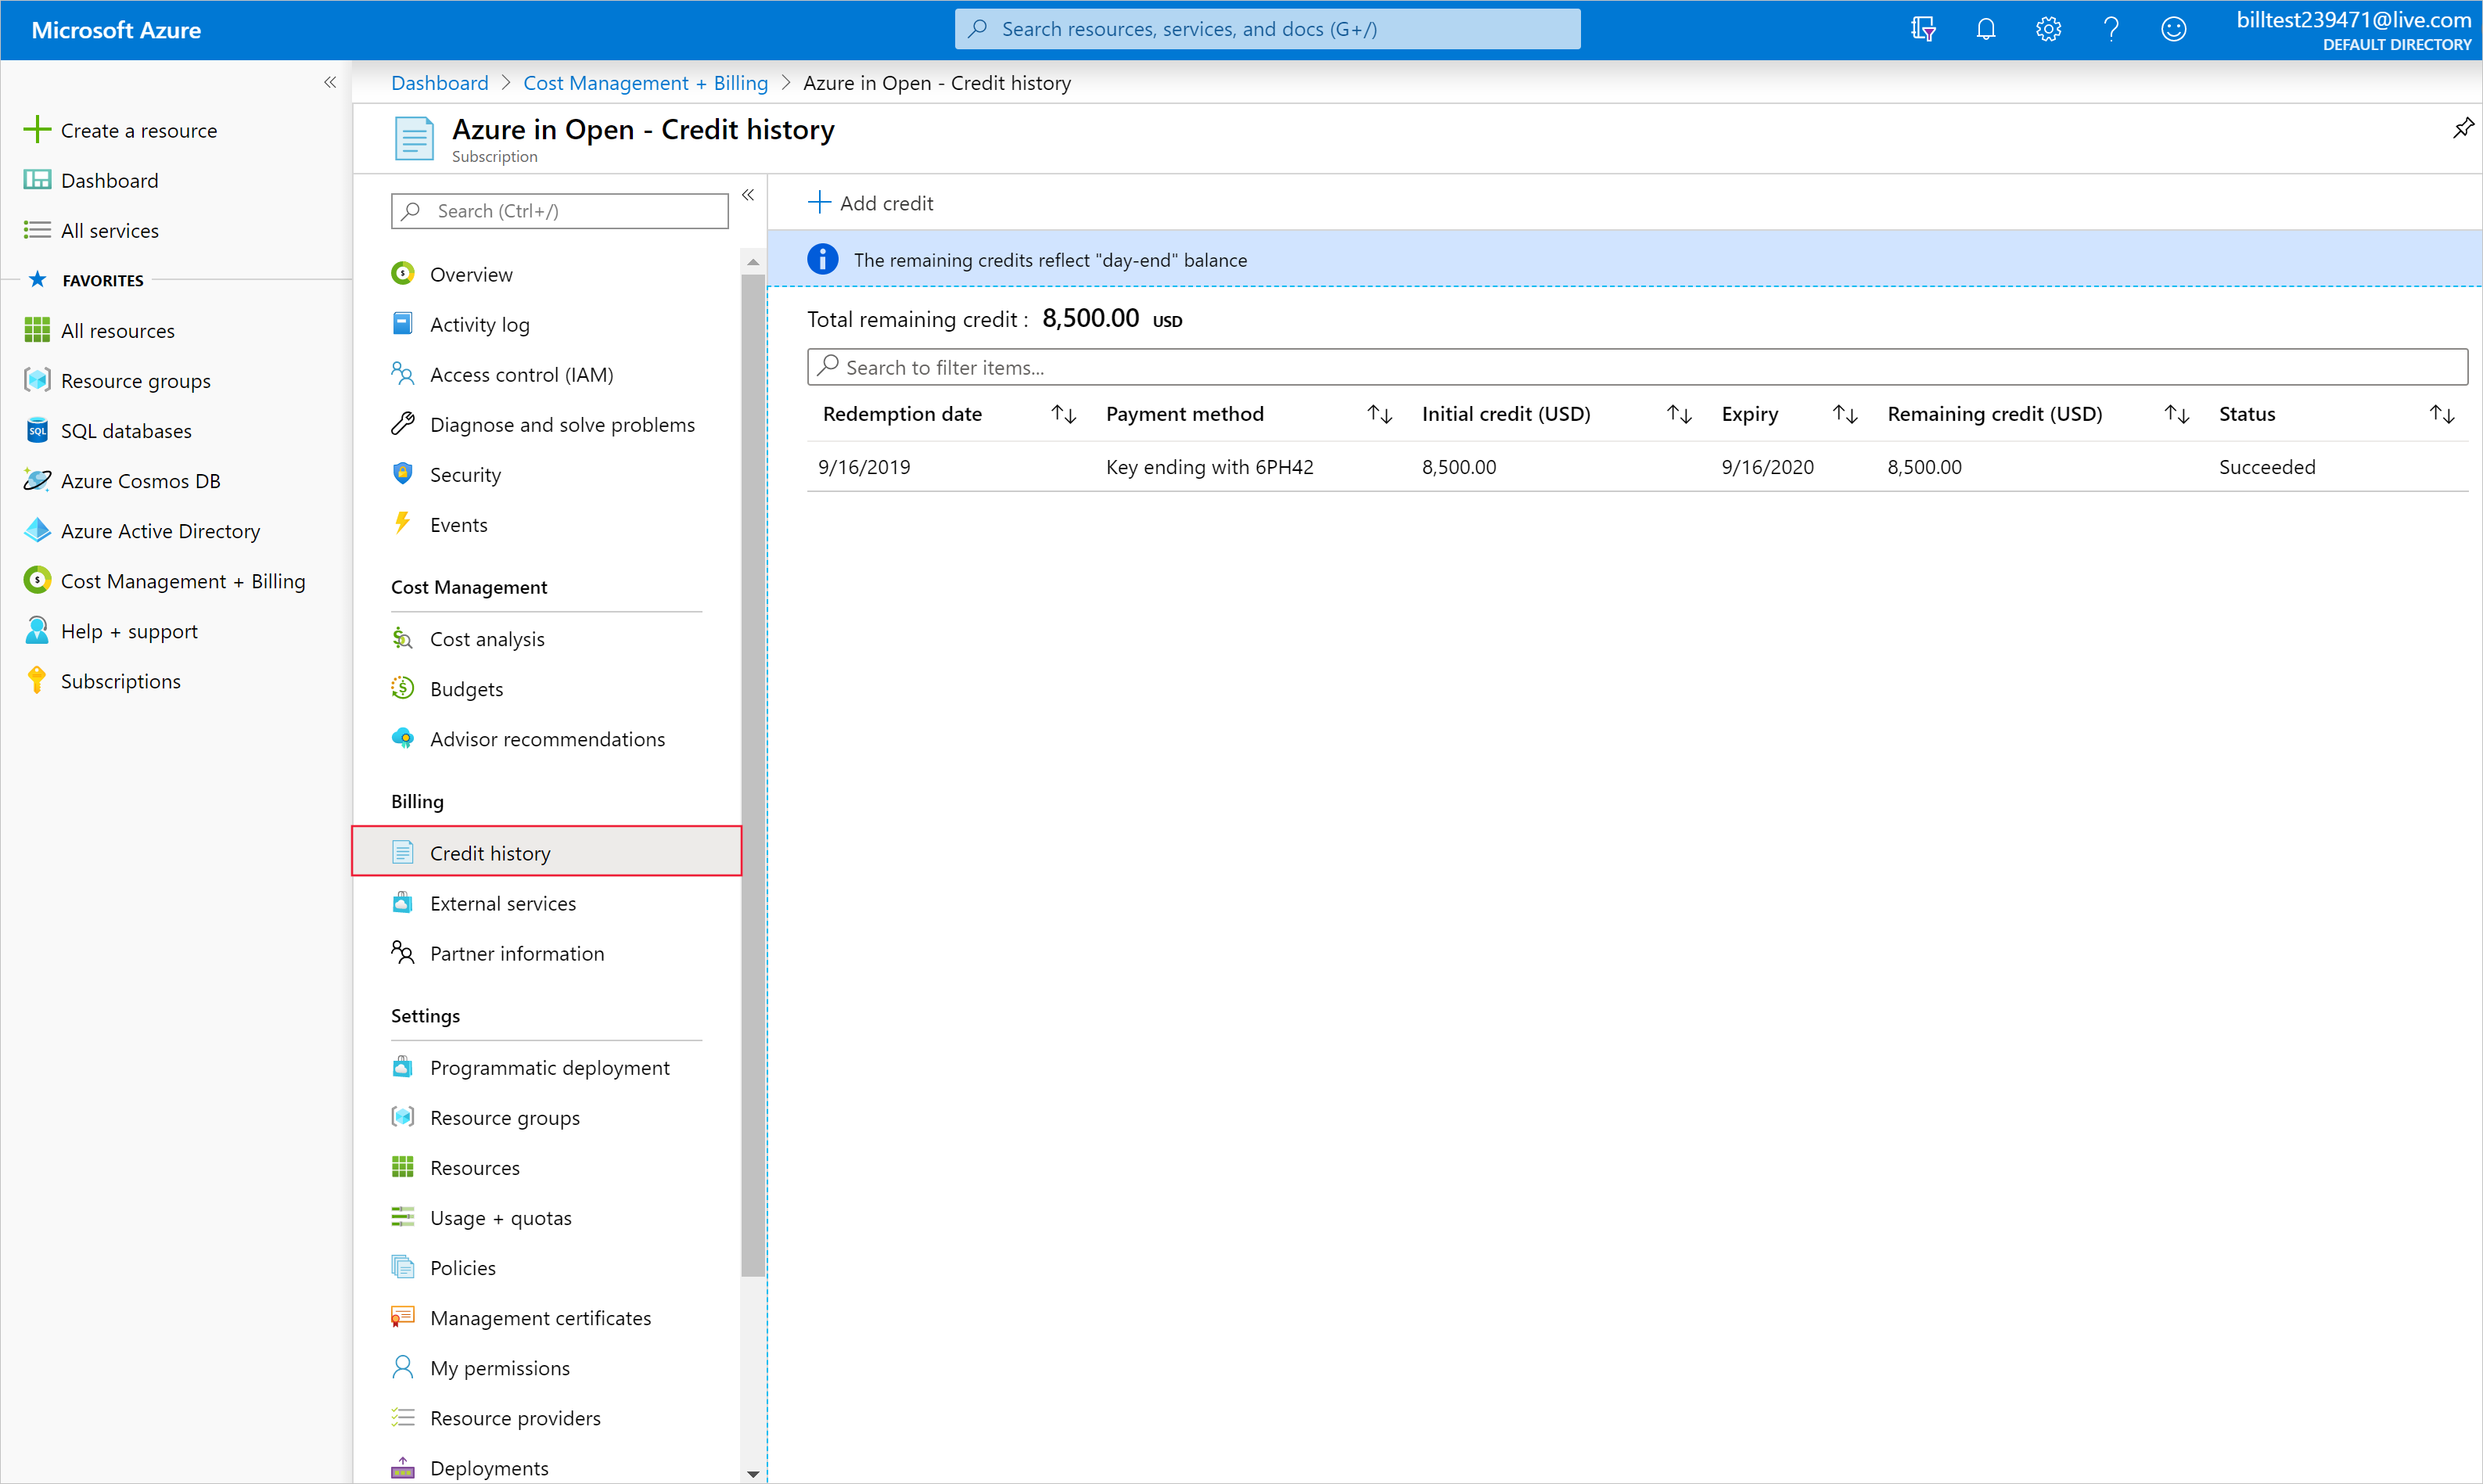 Microsoft Azure
Search resources, services, and docs (G+/)
billtest239471@live.com
DEFAULT DIRECTORY
Create a resource
Dashboard
All services
FAVORITES
All resources
Resource groups
SQL databases
Azure Cosmos DB
Azure Active Directory
Cost Management + Billing
Help + support
Subscriptions
Dashboard > Cost Management + Billing > Azure in Open - Credit history
Azure in Open - Credit history
Subscription
Search (Ctrl+/)
Overview
Activity log
Access control (IAM)
Diagnose and solve problems
Security
Events
Cost Management
Cost analysis
Budgets
Advisor recommendations
Billing
Credit history
External services
Partner information
Settings
Programmatic deployment
Resource groups
Resources
Usage + quotas
Policies
Management certificates
My permissions
Resource providers
Deployments
Add credit
The remaining credits reflect "day-end" balance
Total remaining credit : 8,500.00 USD
Search to filter items...
Redemption date Payment method Initial credit (USD) Expiry Remaining credit (USD) Status
9/16/2019 Key ending with 6PH42 8,500.00 9/16/2020 8,500.00 Succeeded